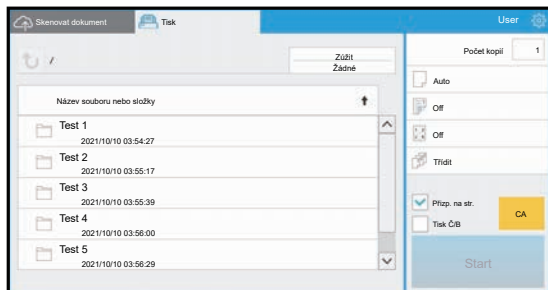 Skenovat dokument
Tisk
User
/
Zúžit
Žádné
Název souboru nebo složky
Test 1
2021/10/10 03:54:27
Test 2
2021/10/10 03:55:17
Test 3
2021/10/10 03:55:39
Test 4
2021/10/10 03:56:00
Test 5
2021/10/10 03:56:29
Počet kopií
1
Auto
Off
Off
Třídit
Přizp. na str.
Tisk Č/B
CA
Start